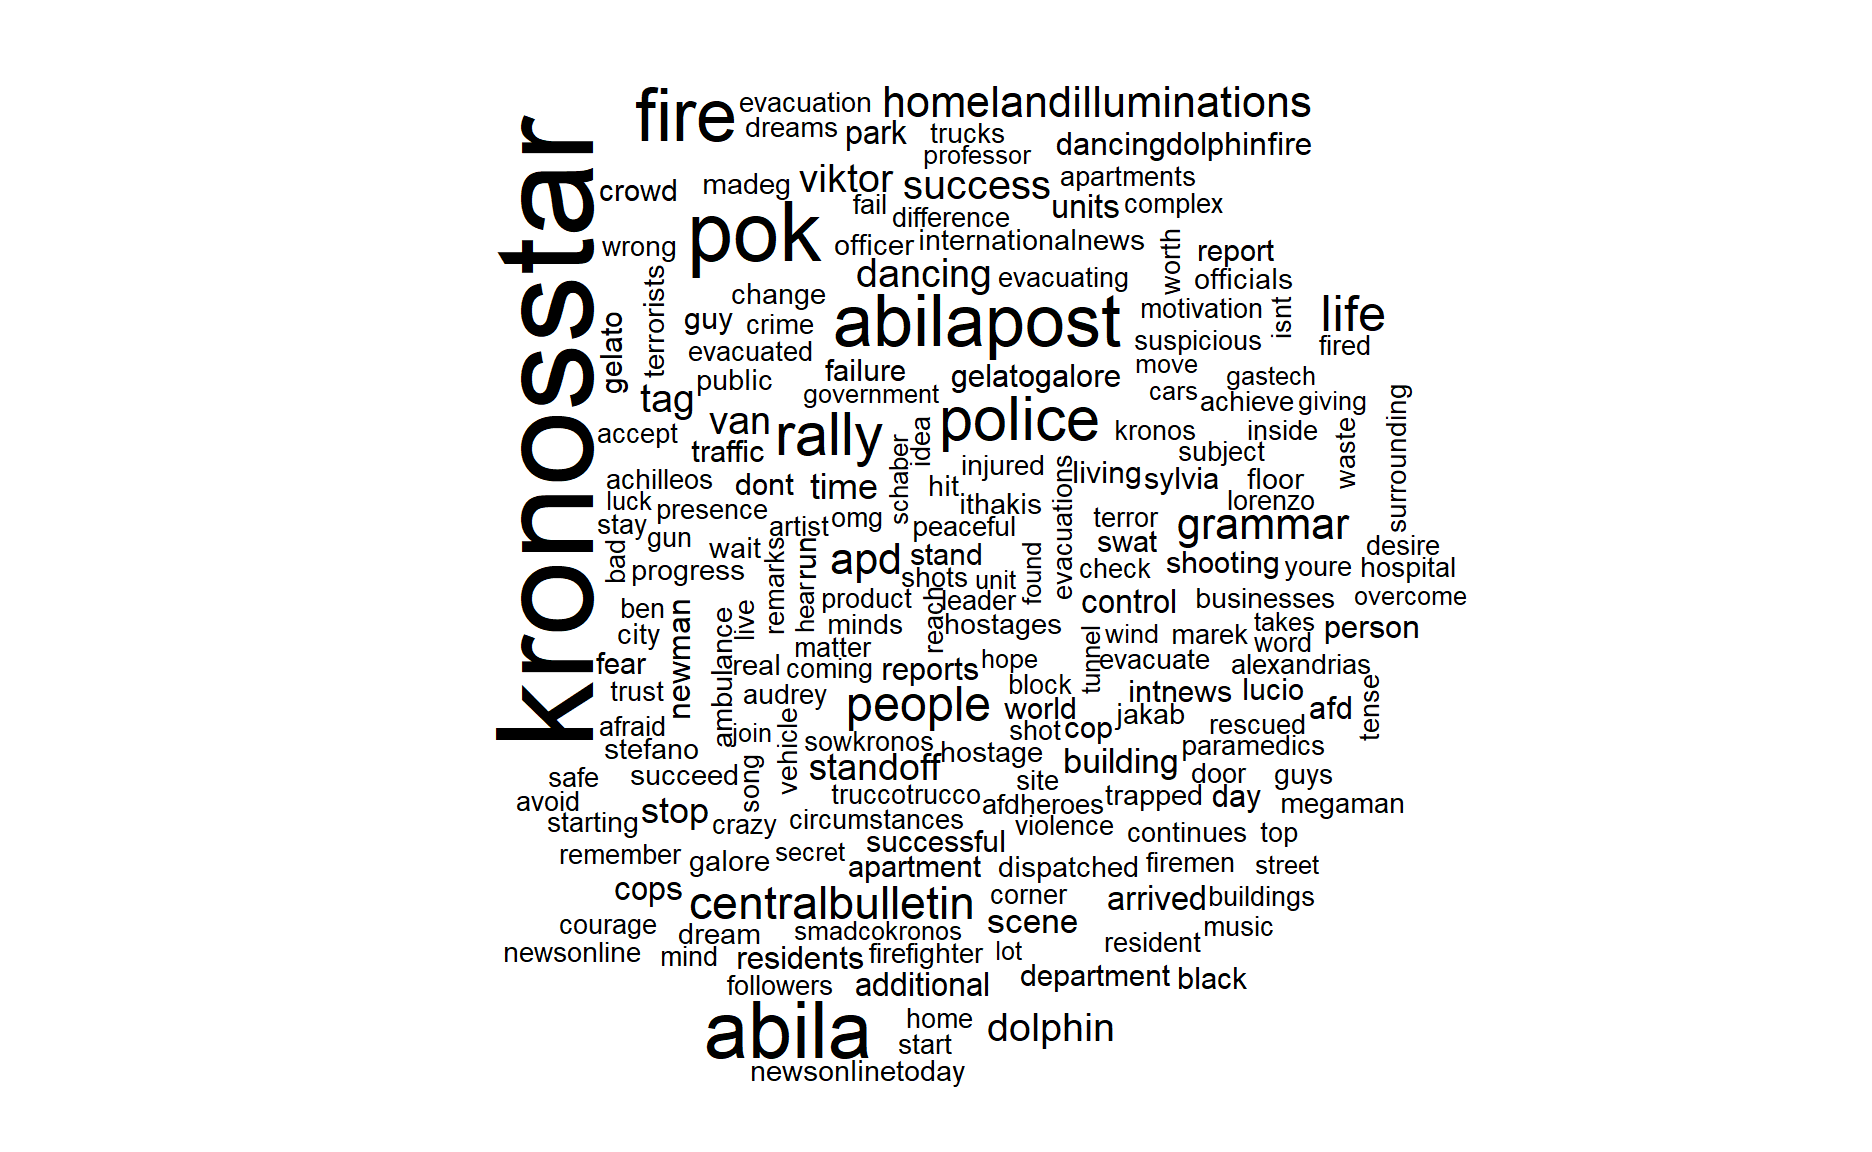 kronosstar
fire evacuation homelandilluminations
dreams park trucks dancingdolphinfire
professor
crowd madeg viktor success apartments
fail difference units complex
wrong pok officer internationalnews worth report
dancing evacuating officials
terrorists change motivation isnt life
gelato guy crime abilapost suspicious fired
evacuated failure move
public government gelatogalore gastech
tag cars achieve giving surrounding
accept van rally police kronos inside waste
traffic schaber idea injured subject
achilleos dont time hit evacuations living sylvia floor
luck presence ithakis lorenzo
stay artist omg peaceful terror grammar
bad gun wait remarks run apd stand found swat desire
progress shots unit check shooting youre hospital
ben live hear product reach leader control businesses overcome
city newman ambulance minds hostages tunnel wind marek takes person
matter word
fear real coming reports hope evacuate alexandrias
trust audrey block intnews lucio tense
afraid join vehicle people world jakab rescued afd
stefano sowkronos hostage shot cop paramedics
safe succeed song standoff site building door guys
avoid truccotrucco afdheroes trapped day megaman
starting stop crazy circumstances violence continues top
remember galore secret successful
apartment dispatched firemen street
cops centralbulletin corner arrived buildings
courage dream smadcokronos scene music
newsonline mind residents firefighter lot resident
followers additional department black
abila home dolphin
start
newsonlinetoday